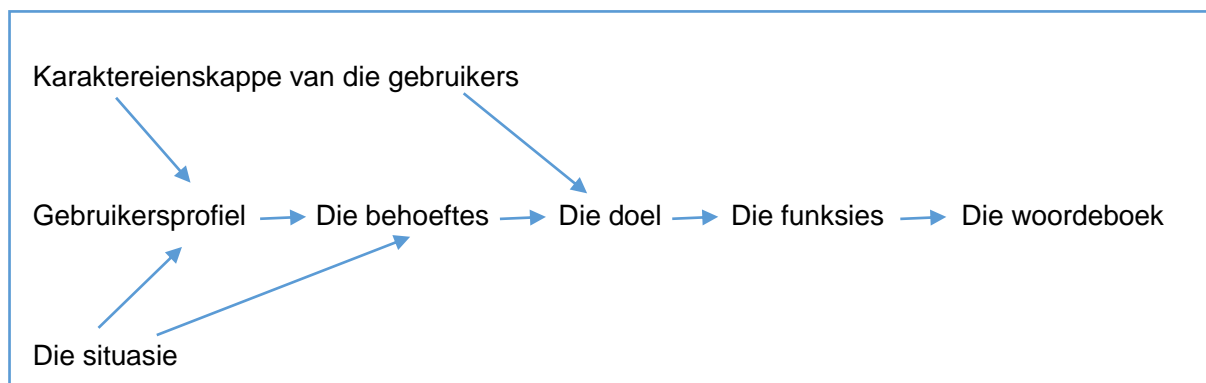 Karaktereienskappe van die gebruikers
Gebruikersprofiel Die behoeftes Die doel Die funksies Die woordeboek
Die situasie